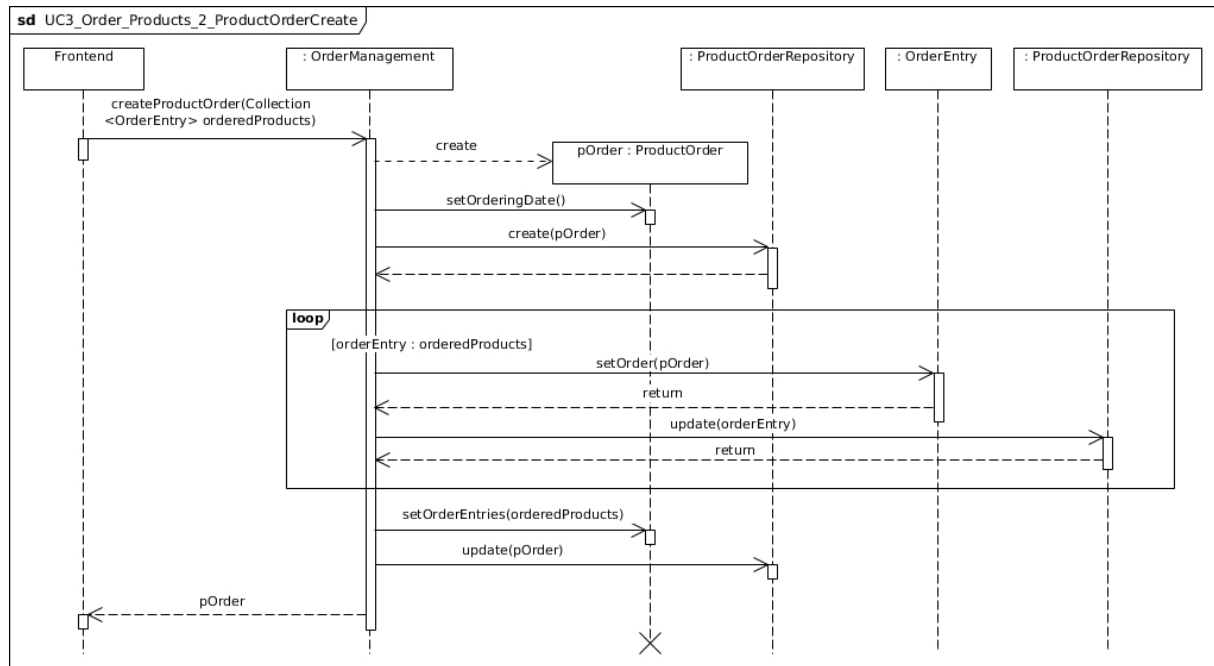 sd UC3_Order_Products_2_ProductOrderCreate
Frontend
: OrderManagement
: ProductOrderRepository
: OrderEntry
: ProductOrderRepository
createProductOrder(Collection
<OrderEntry> orderedProducts)
create
pOrder : ProductOrder
setOrderingDate()
create(pOrder)
loop
[orderEntry : orderedProducts]
setOrder(pOrder)
return
update(orderEntry)
return
setOrderEntries(orderedProducts)
update(pOrder)
pOrder